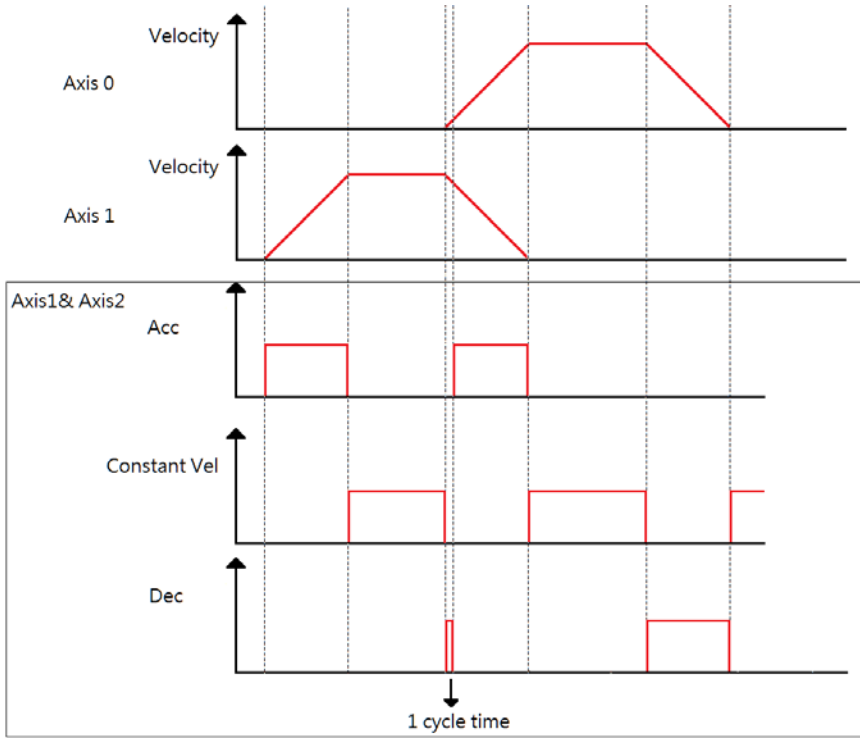 Velocity
Axis 0
Velocity
Axis 1
Axis1& Axis2
Acc
Constant Vel
Dec
1 cycle time